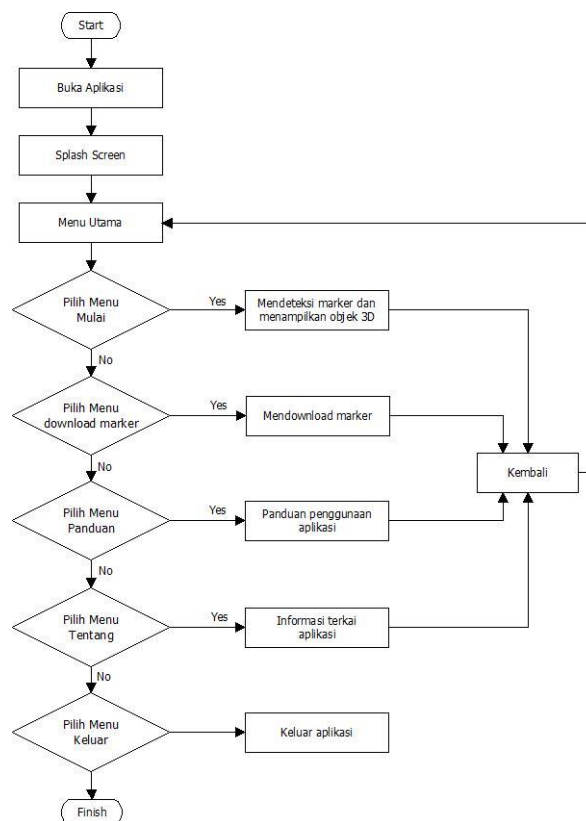 Start
Buka Aplikasi
Splash Screen
Menu Utama
Pilih Menu
Mulai
Yes
Mendeteksi marker dan
menampilkan objek 3D
No
Pilih Menu
download marker
Yes
Mendownload marker
Kembali
No
Pilih Menu
Panduan
Yes
Panduan penggunaan
aplikasi
No
Pilih Menu
Tentang
Yes
Informasi terkai
aplikasi
No
Pilih Menu
Keluar
Keluar aplikasi
Finish